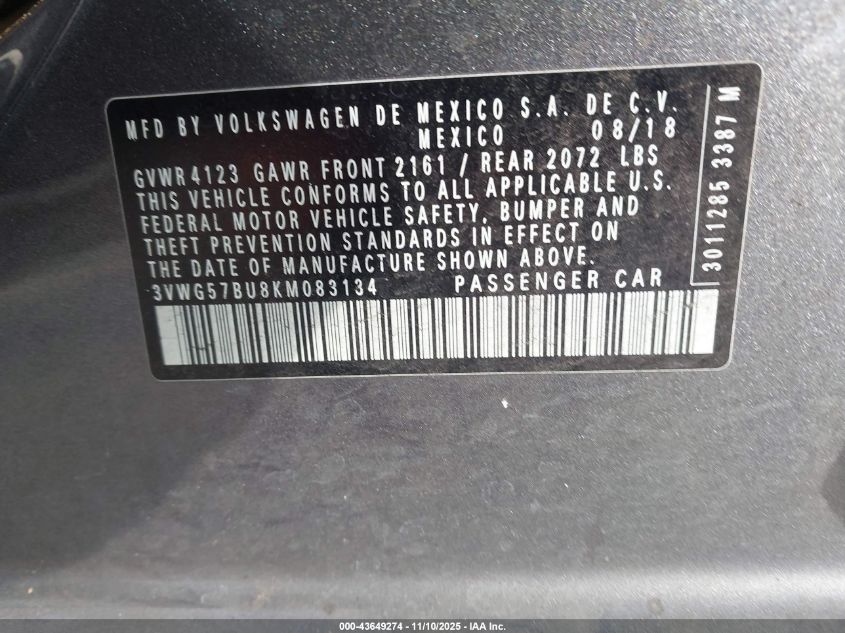 MFD BY VOLKSWAGEN DE MEXICO S.A. DE C.V.
MEXICO 08/18
GVWR 4123 GAWR FRONT 2161 / REAR 2072 LBS
THIS VEHICLE CONFORMS TO ALL APPLICABLE U.S.
FEDERAL MOTOR VEHICLE SAFETY, BUMPER AND
THEFT PREVENTION STANDARDS IN EFFECT ON
THE DATE OF MANUFACTURE SHOWN ABOVE.
3VWG57BU8KM083134 PASSENGER CAR
3011285 3387 M
000-43649274 - 11/10/2025 - IAA Inc.